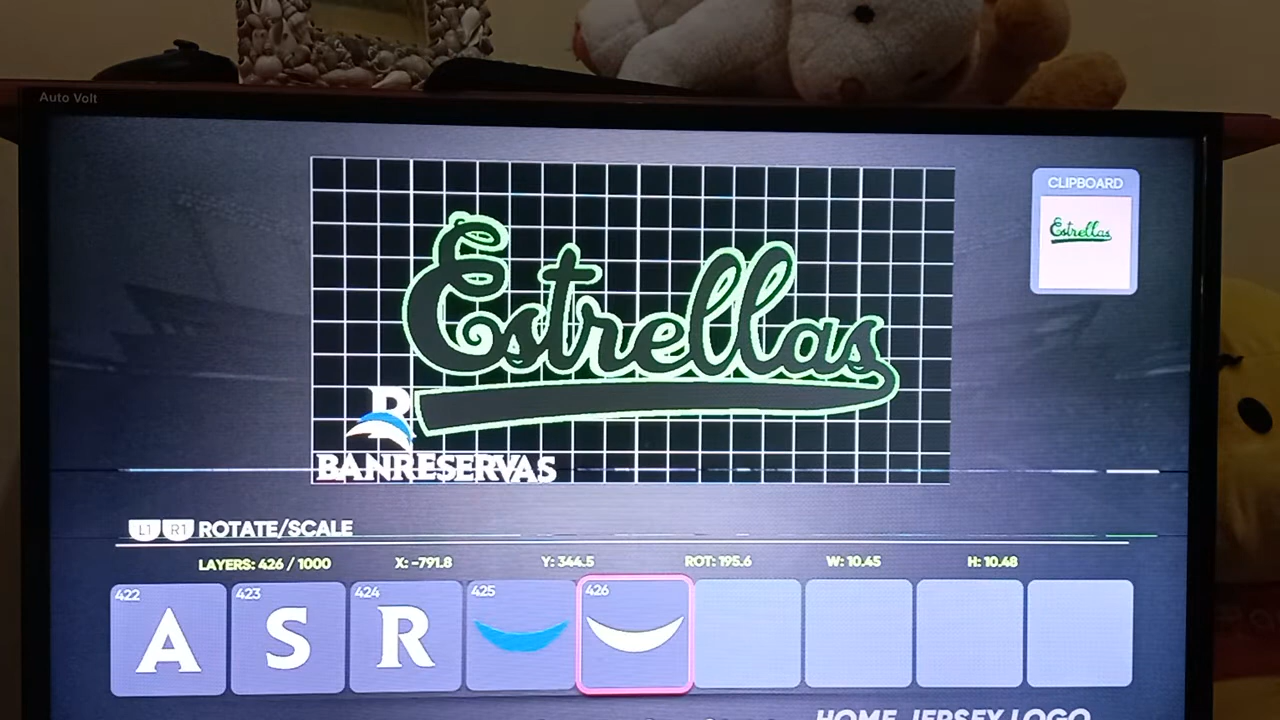 Auto Volt
CLIPBOARD
Estrellas
Estrellas
R
BANRESERVAS
L1 R1 ROTATE/SCALE
LAYERS: 426 / 1000 X: -791.8 Y: 344.5 ROT: 195.6 W: 10.45 H: 10.48
422 423 424 425 426
A S R
HOME JERSEY LOGO